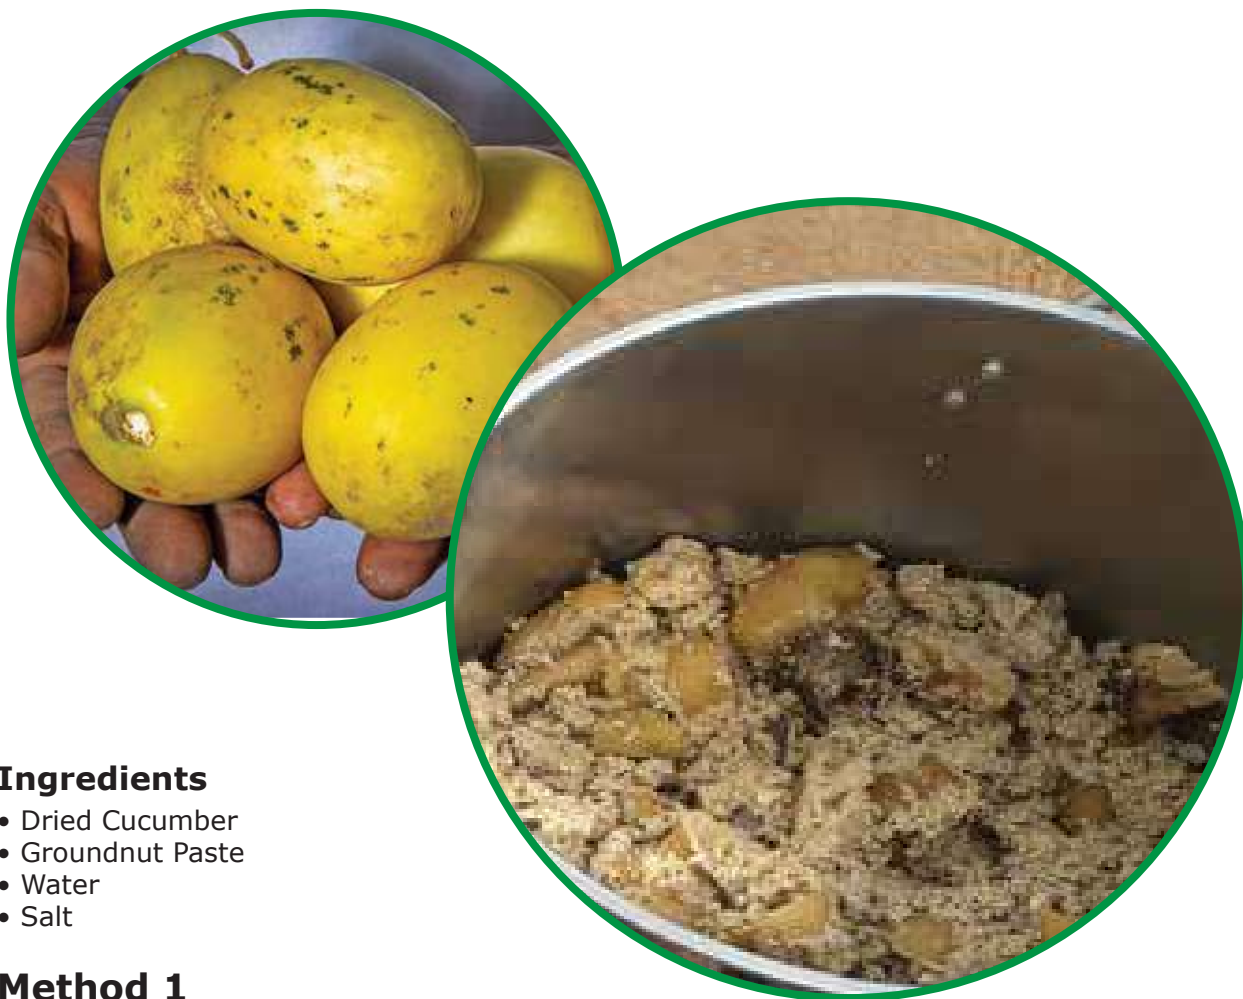 Ingredients
• Dried Cucumber
• Groundnut Paste
• Water
• Salt
Method 1